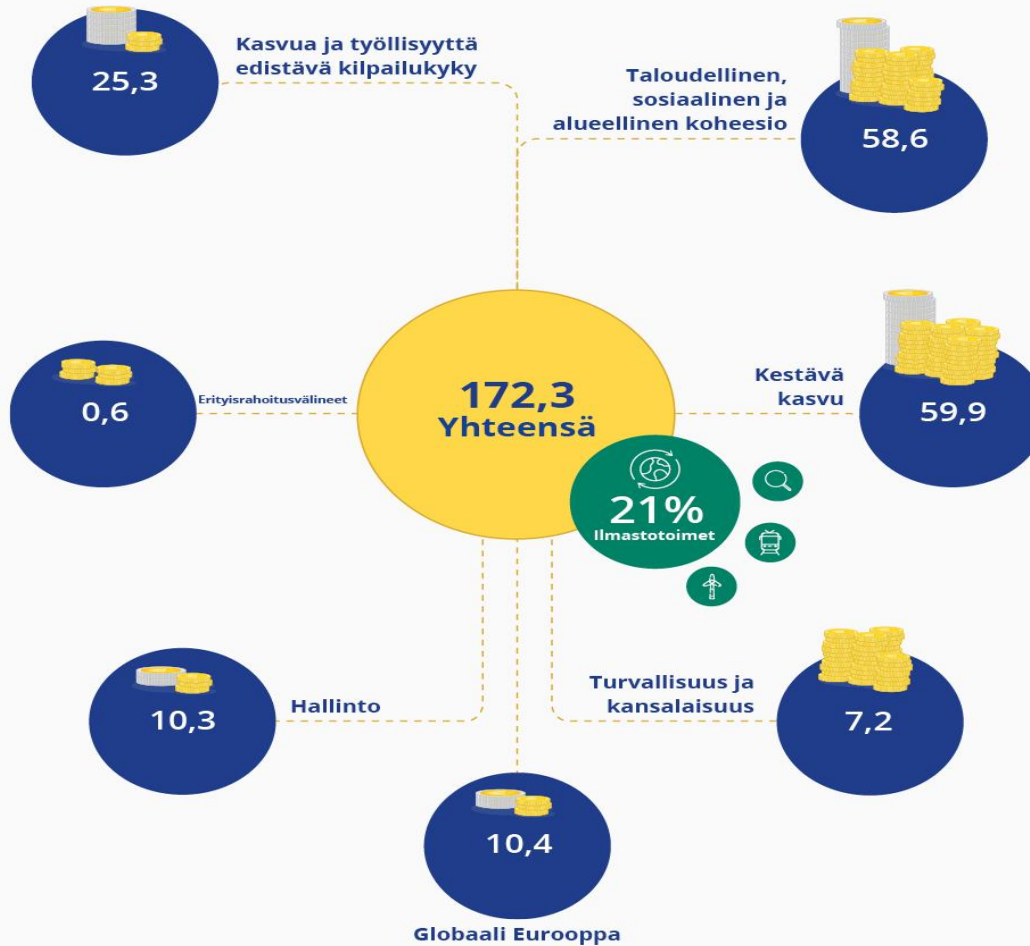 25,3
Kasvua ja työllisyyttä
edistävä kilpailukyky
Taloudellinen,
sosiaalinen ja
alueellinen koheesio
58,6
0,6
Erityisrahoitusvälineet
172,3
Yhteensä
Kestävä
kasvu
59,9
21%
Ilmastotoimet
10,3
Hallinto
Turvallisuus ja
kansalaisuus
7,2
10,4
Globaali Eurooppa